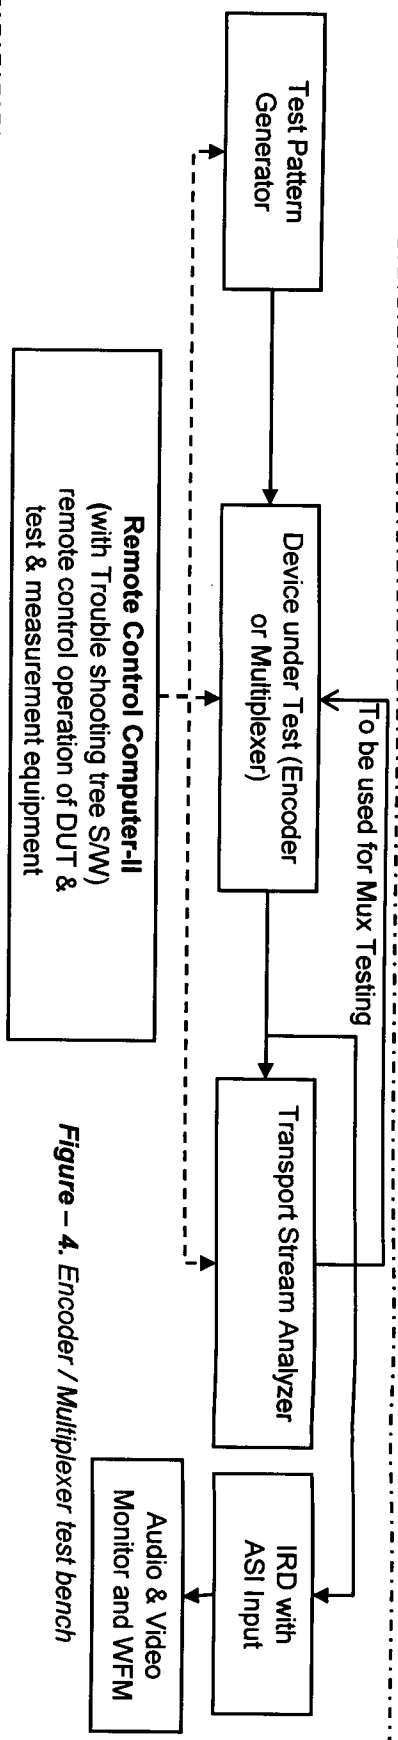 To be used for Mux Testing
Test Pattern
Generator
Device under Test (Encoder
or Multiplexer)
Transport Stream Analyzer
IRD with
ASI Input
Audio & Video
Monitor and WFM
Remote Control Computer-II
(with Trouble shooting tree S/W)
remote control operation of DUT &
test & measurement equipment
Figure – 4. Encoder / Multiplexer test bench